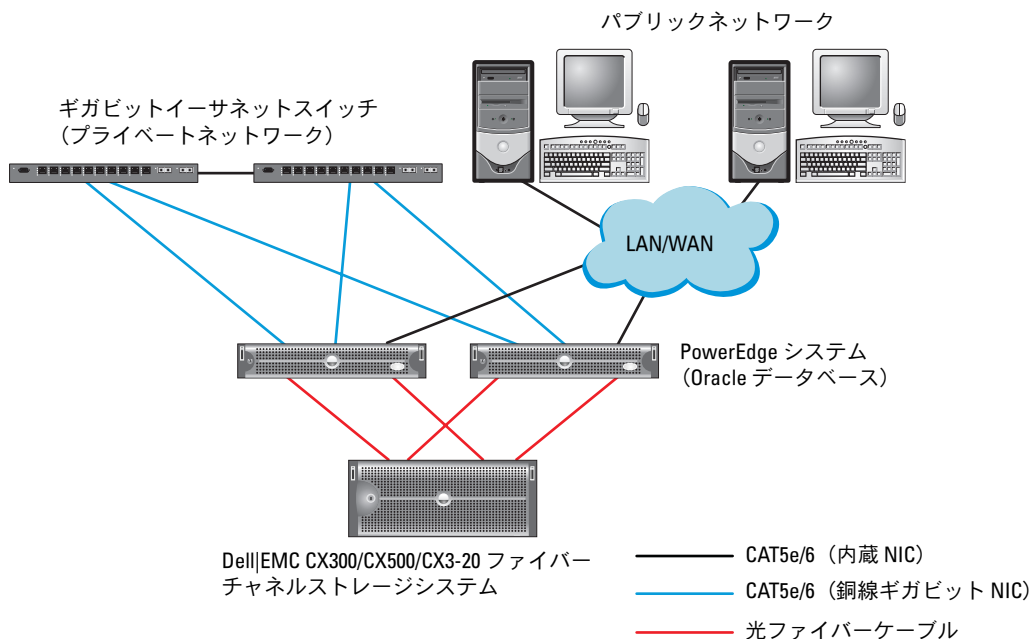 パブリックネットワーク
ギガビットイーサネットスイッチ
(プライベートネットワーク)
LAN/WAN
PowerEdge システム
(Oracle データベース)
Dell|EMC CX300/CX500/CX3-20 ファイバー
チャネルストレージシステム
CAT5e/6(内蔵 NIC)
CAT5e/6(銅線ギガビット NIC)
光ファイバーケーブル